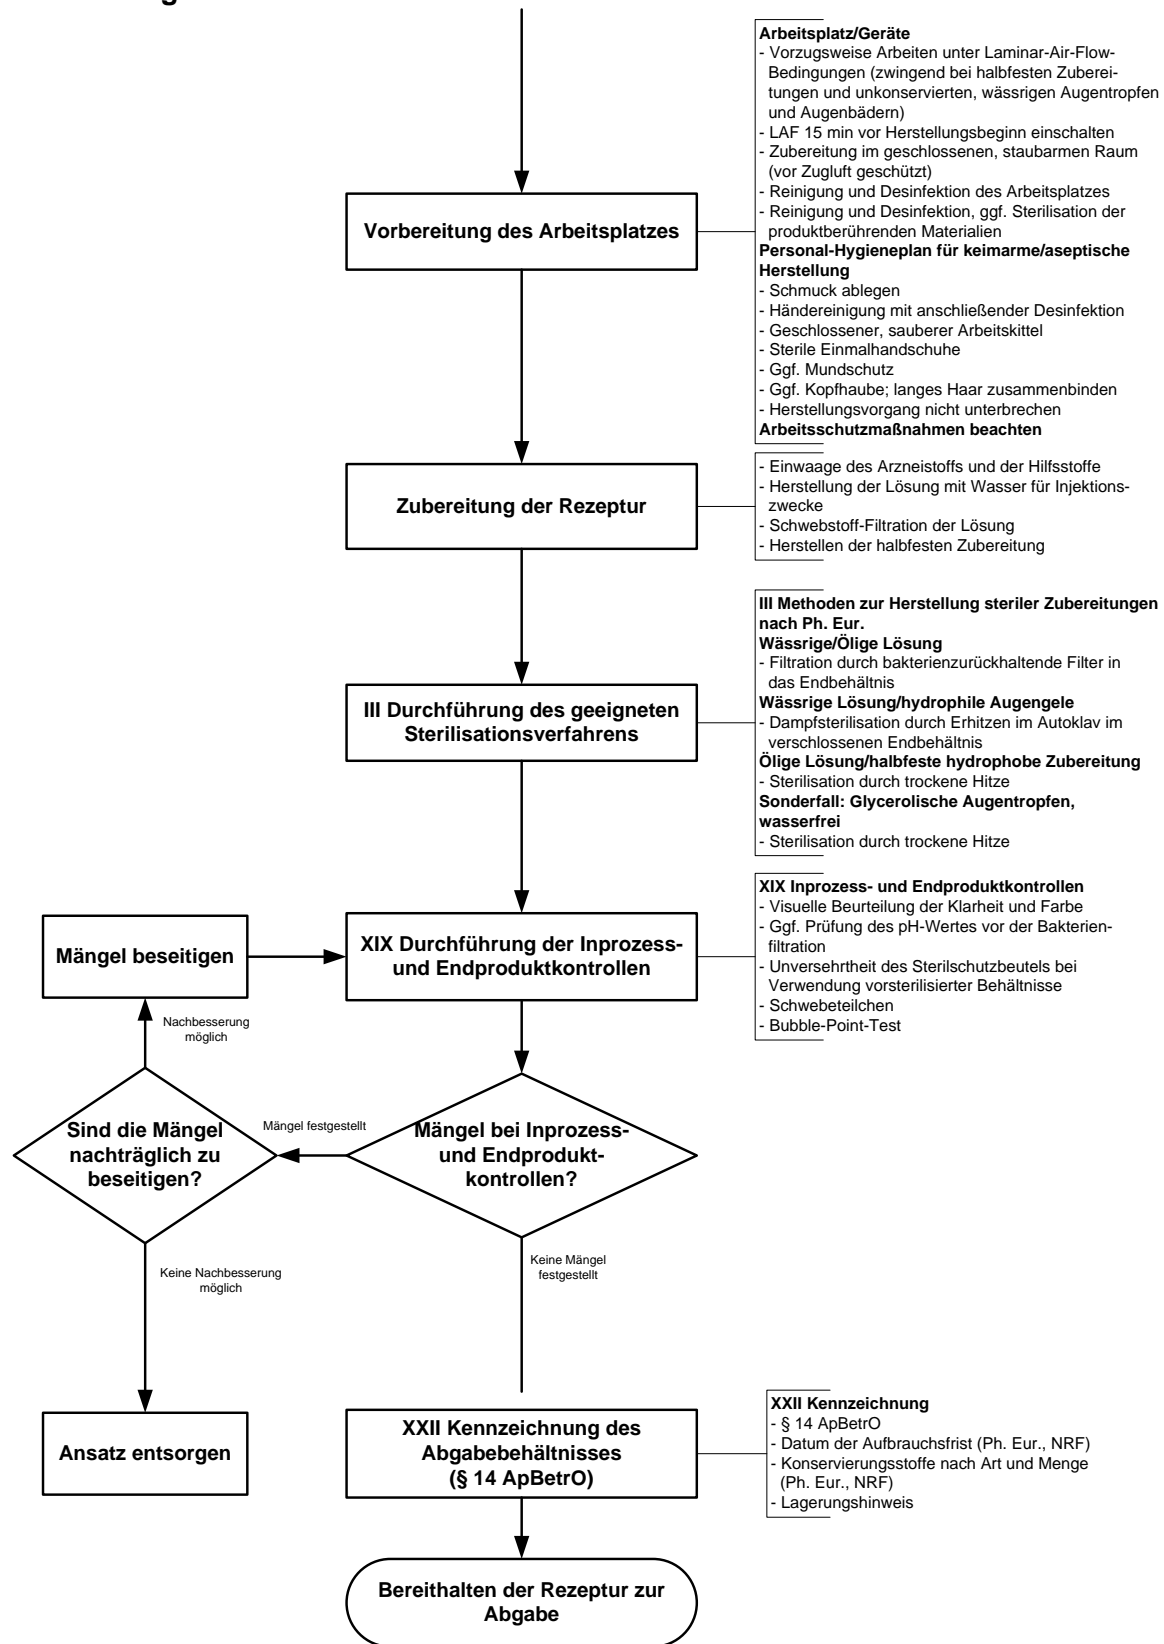 Arbeitsplatz/Geräte
- Vorzugsweise Arbeiten unter Laminar-Air-Flow-
Bedingungen (zwingend bei halbfesten Zuberei-
tungen und unkonservierten, wässrigen Augentropfen
und Augenbädern)
- LAF 15 min vor Herstellungsbeginn einschalten
- Zubereitung im geschlossenen, staubarmen Raum
(vor Zugluft geschützt)
- Reinigung und Desinfektion des Arbeitsplatzes
- Reinigung und Desinfektion, ggf. Sterilisation der
produktberührenden Materialien
Personal-Hygieneplan für keimarme/aseptische
Herstellung
- Schmuck ablegen
- Händereinigung mit anschließender Desinfektion
- Geschlossener, sauberer Arbeitskittel
- Sterile Einmalhandschuhe
- Ggf. Mundschutz
- Ggf. Kopfhaube; langes Haar zusammenbinden
- Herstellungsvorgang nicht unterbrechen
Arbeitsschutzmaßnahmen beachten
Vorbereitung des Arbeitsplatzes
Zubereitung der Rezeptur
- Einwaage des Arzneistoffs und der Hilfsstoffe
- Herstellung der Lösung mit Wasser für Injektions-
zwecke
- Schwebstoff-Filtration der Lösung
- Herstellen der halbfesten Zubereitung
III Durchführung des geeigneten
Sterilisationsverfahrens
III Methoden zur Herstellung steriler Zubereitungen
nach Ph. Eur.
Wässrige/Ölige Lösung
- Filtration durch bakterienzurückhaltende Filter in
das Endbehältnis
Wässrige Lösung/hydrophile Augengele
- Dampfsterilisation durch Erhitzen im Autoklav im
verschlossenen Endbehältnis
Ölige Lösung/halbfeste hydrophobe Zubereitung
- Sterilisation durch trockene Hitze
Sonderfall: Glycerolische Augentropfen,
wasserfrei
- Sterilisation durch trockene Hitze
Mängel beseitigen
XIX Durchführung der Inprozess-
und Endproduktkontrollen
XIX Inprozess- und Endproduktkontrollen
- Visuelle Beurteilung der Klarheit und Farbe
- Ggf. Prüfung des pH-Wertes vor der Bakterien-
filtration
- Unversehrtheit des Sterilschutzbeutels bei
Verwendung vorsterilisierter Behältnisse
- Schwebeteilchen
- Bubble-Point-Test
Nachbesserung
möglich
Sind die Mängel
nachträglich zu
beseitigen?
Mängel festgestellt
Mängel bei Inprozess-
und Endprodukt-
kontrollen?
Keine Nachbesserung
möglich
Keine Mängel
festgestellt
Ansatz entsorgen
XXII Kennzeichnung des
Abgabebehältnisses
(§ 14 ApBetrO)
XXII Kennzeichnung
- § 14 ApBetrO
- Datum der Aufbrauchsfrist (Ph. Eur., NRF)
- Konservierungsstoffe nach Art und Menge
(Ph. Eur., NRF)
- Lagerungshinweis
Bereithalten der Rezeptur zur
Abgabe